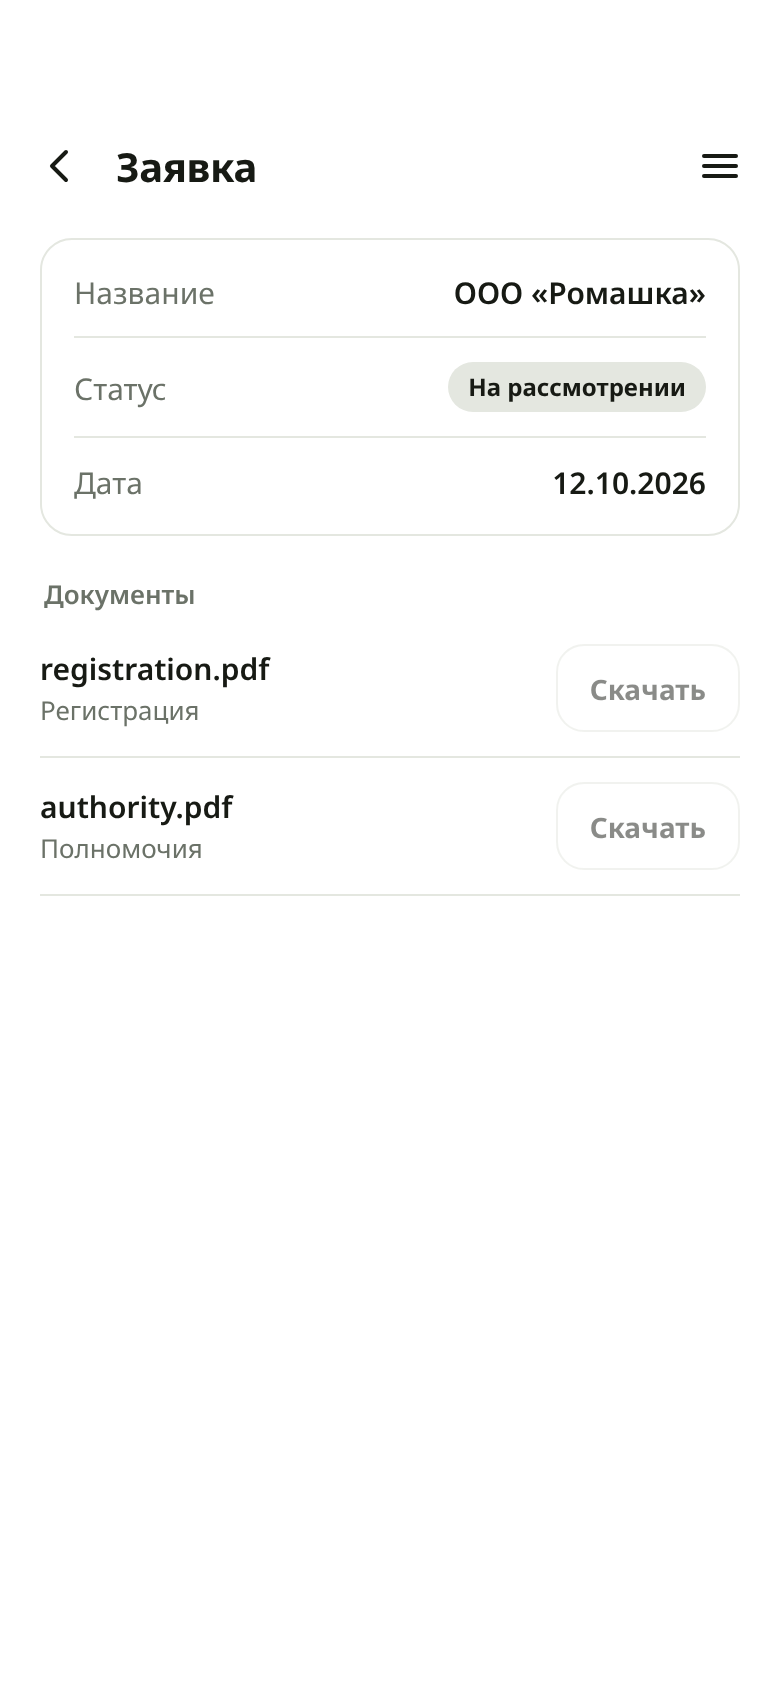 Заявка
Название ООО «Ромашка»
Статус На рассмотрении
Дата 12.10.2026
Документы
registration.pdf
Регистрация
Скачать
authority.pdf
Полномочия
Скачать